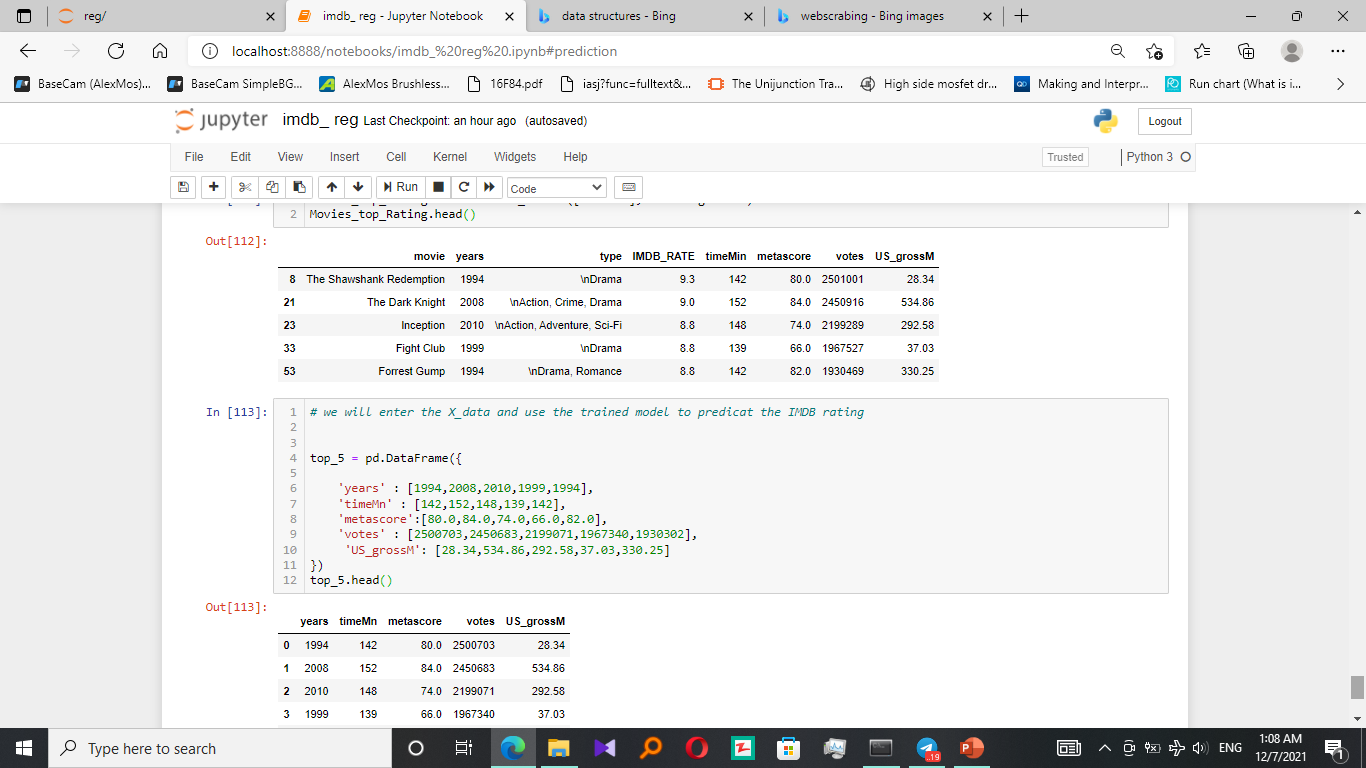 reg/
imdb_ reg - Jupyter Notebook
data structures - Bing
webscrabing - Bing images
localhost:8888/notebooks/imdb_%20reg%20.ipynb#prediction
BaseCam (AlexMos)...
BaseCam SimpleBG...
AlexMos Brushless...
16F84.pdf
iasj?func=fulltext&...
The Unijunction Tra...
High side mosfet dr...
Making and Interpr...
Run chart (What is i...
jupyter imdb_ reg Last Checkpoint: an hour ago (autosaved)
Logout
File Edit View Insert Cell Kernel Widgets Help
Trusted
Python 3
Run
Code
2 Movies_top_Rating.head()
Out[112]:
movie years type IMDB_RATE timeMin metascore votes US_grossM
8 The Shawshank Redemption 1994 \nDrama 9.3 142 80.0 2501001 28.34
21 The Dark Knight 2008 \nAction, Crime, Drama 9.0 152 84.0 2450916 534.86
23 Inception 2010 \nAction, Adventure, Sci-Fi 8.8 148 74.0 2199289 292.58
33 Fight Club 1999 \nDrama 8.8 139 66.0 1967527 37.03
53 Forrest Gump 1994 \nDrama, Romance 8.8 142 82.0 1930469 330.25
In [113]:
1 # we will enter the X_data and use the trained model to predicat the IMDB rating
2
3
4 top_5 = pd.DataFrame({
5
6 'years' : [1994,2008,2010,1999,1994],
7 'timeMn' : [142,152,148,139,142],
8 'metascore':[80.0,84.0,74.0,66.0,82.0],
9 'votes' : [2500703,2450683,2199071,1967340,1930302],
10 'US_grossM': [28.34,534.86,292.58,37.03,330.25]
11 })
12 top_5.head()
Out[113]:
years timeMn metascore votes US_grossM
0 1994 142 80.0 2500703 28.34
1 2008 152 84.0 2450683 534.86
2 2010 148 74.0 2199071 292.58
3 1999 139 66.0 1967340 37.03
Type here to search
.19
ENG
1:08 AM
12/7/2021
1